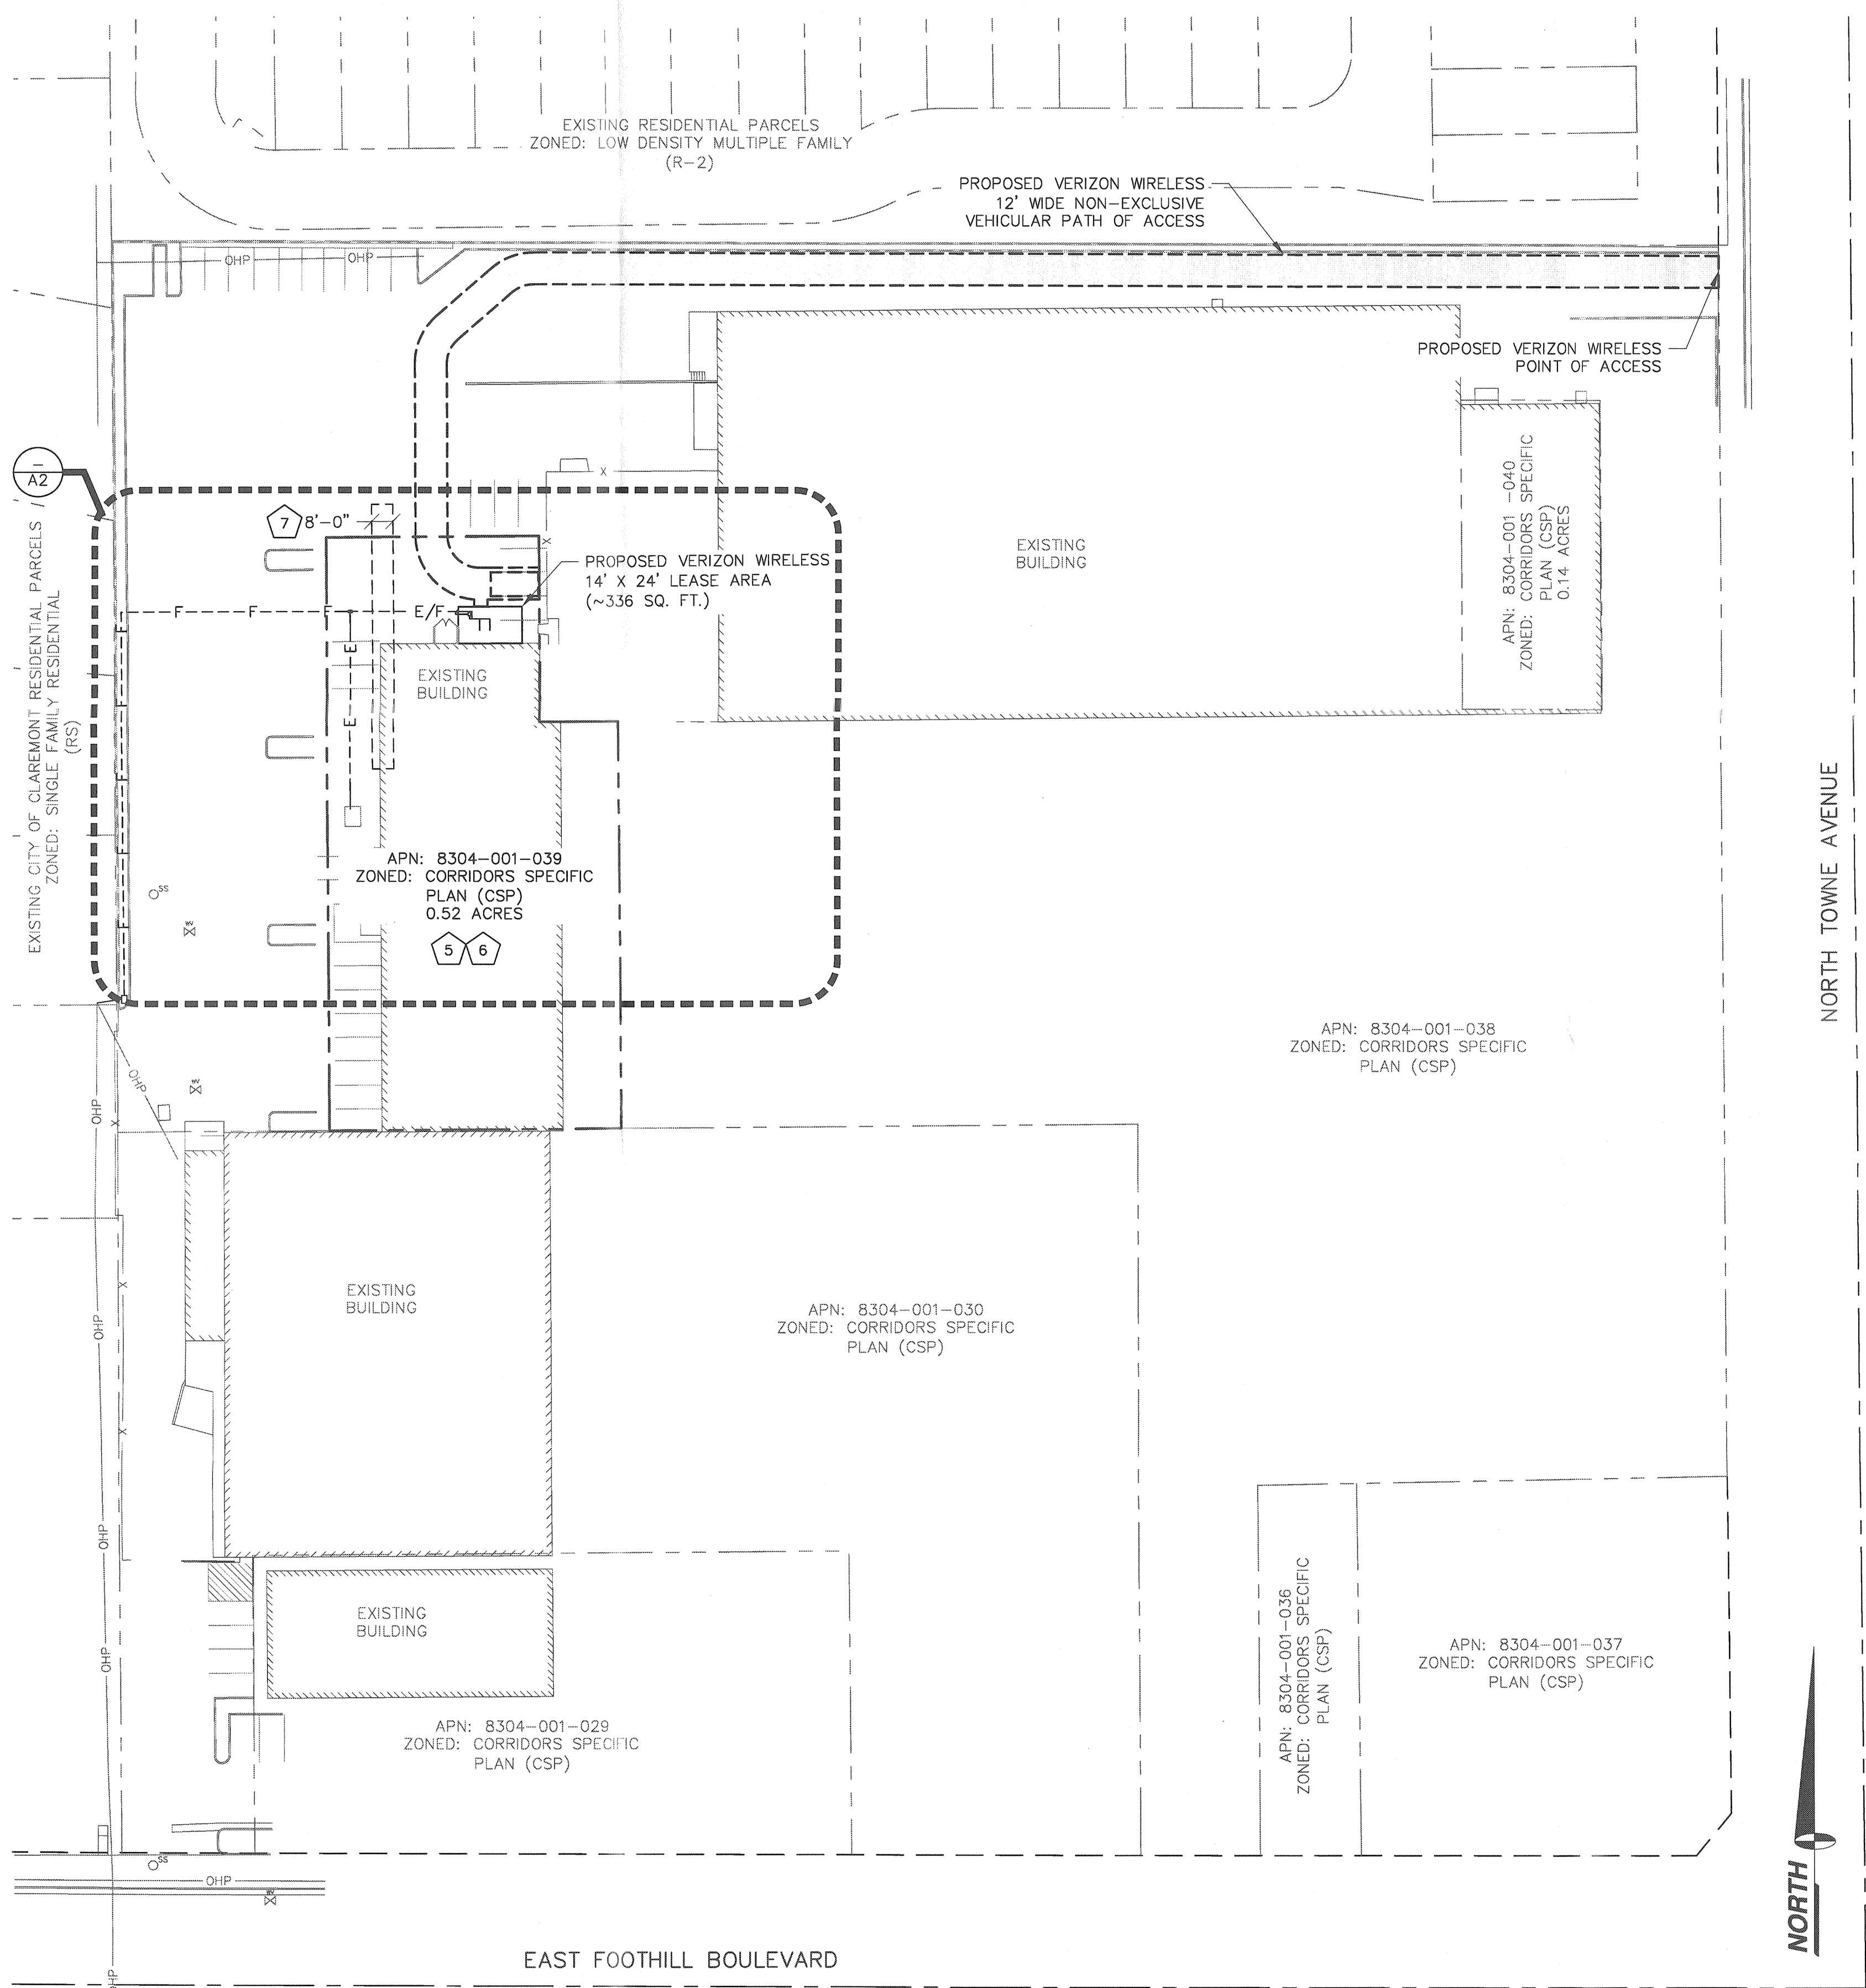 EXISTING RESIDENTIAL PARCELS
ZONED: LOW DENSITY MULTIPLE FAMILY
(R-2)
PROPOSED VERIZON WIRELESS
12' WIDE NON-EXCLUSIVE
VEHICULAR PATH OF ACCESS
OHP
OHP
PROPOSED VERIZON WIRELESS
POINT OF ACCESS
1
A2
EXISTING CITY OF CLAREMONT RESIDENTIAL PARCELS
ZONED: SINGLE FAMILY RESIDENTIAL
(RS)
X
7
8'-0"
X
PROPOSED VERIZON WIRELESS
14' X 24' LEASE AREA
(~336 SQ. FT.)
EXISTING
BUILDING
APN: 8304-001 -040
ZONED: CORRIDORS SPECIFIC
PLAN (CSP)
0.14 ACRES
F
F
F
E/F
E
E
F
F
F
F
F
EXISTING
BUILDING
APN: 8304-001-039
ZONED: CORRIDORS SPECIFIC
PLAN (CSP)
0.52 ACRES
5
6
SS
WV
NORTH TOWNE AVENUE
APN: 8304-001-038
ZONED: CORRIDORS SPECIFIC
PLAN (CSP)
OHP
WV
OHP
X
X
X
OHP
EXISTING
BUILDING
APN: 8304-001-030
ZONED: CORRIDORS SPECIFIC
PLAN (CSP)
OHP
OHP
EXISTING
BUILDING
APN: 8304-001-036
ZONED: CORRIDORS SPECIFIC
PLAN (CSP)
APN: 8304-001-037
ZONED: CORRIDORS SPECIFIC
PLAN (CSP)
APN: 8304-001-029
ZONED: CORRIDORS SPECIFIC
PLAN (CSP)
SS
OHP
WV
NORTH
EAST FOOTHILL BOULEVARD